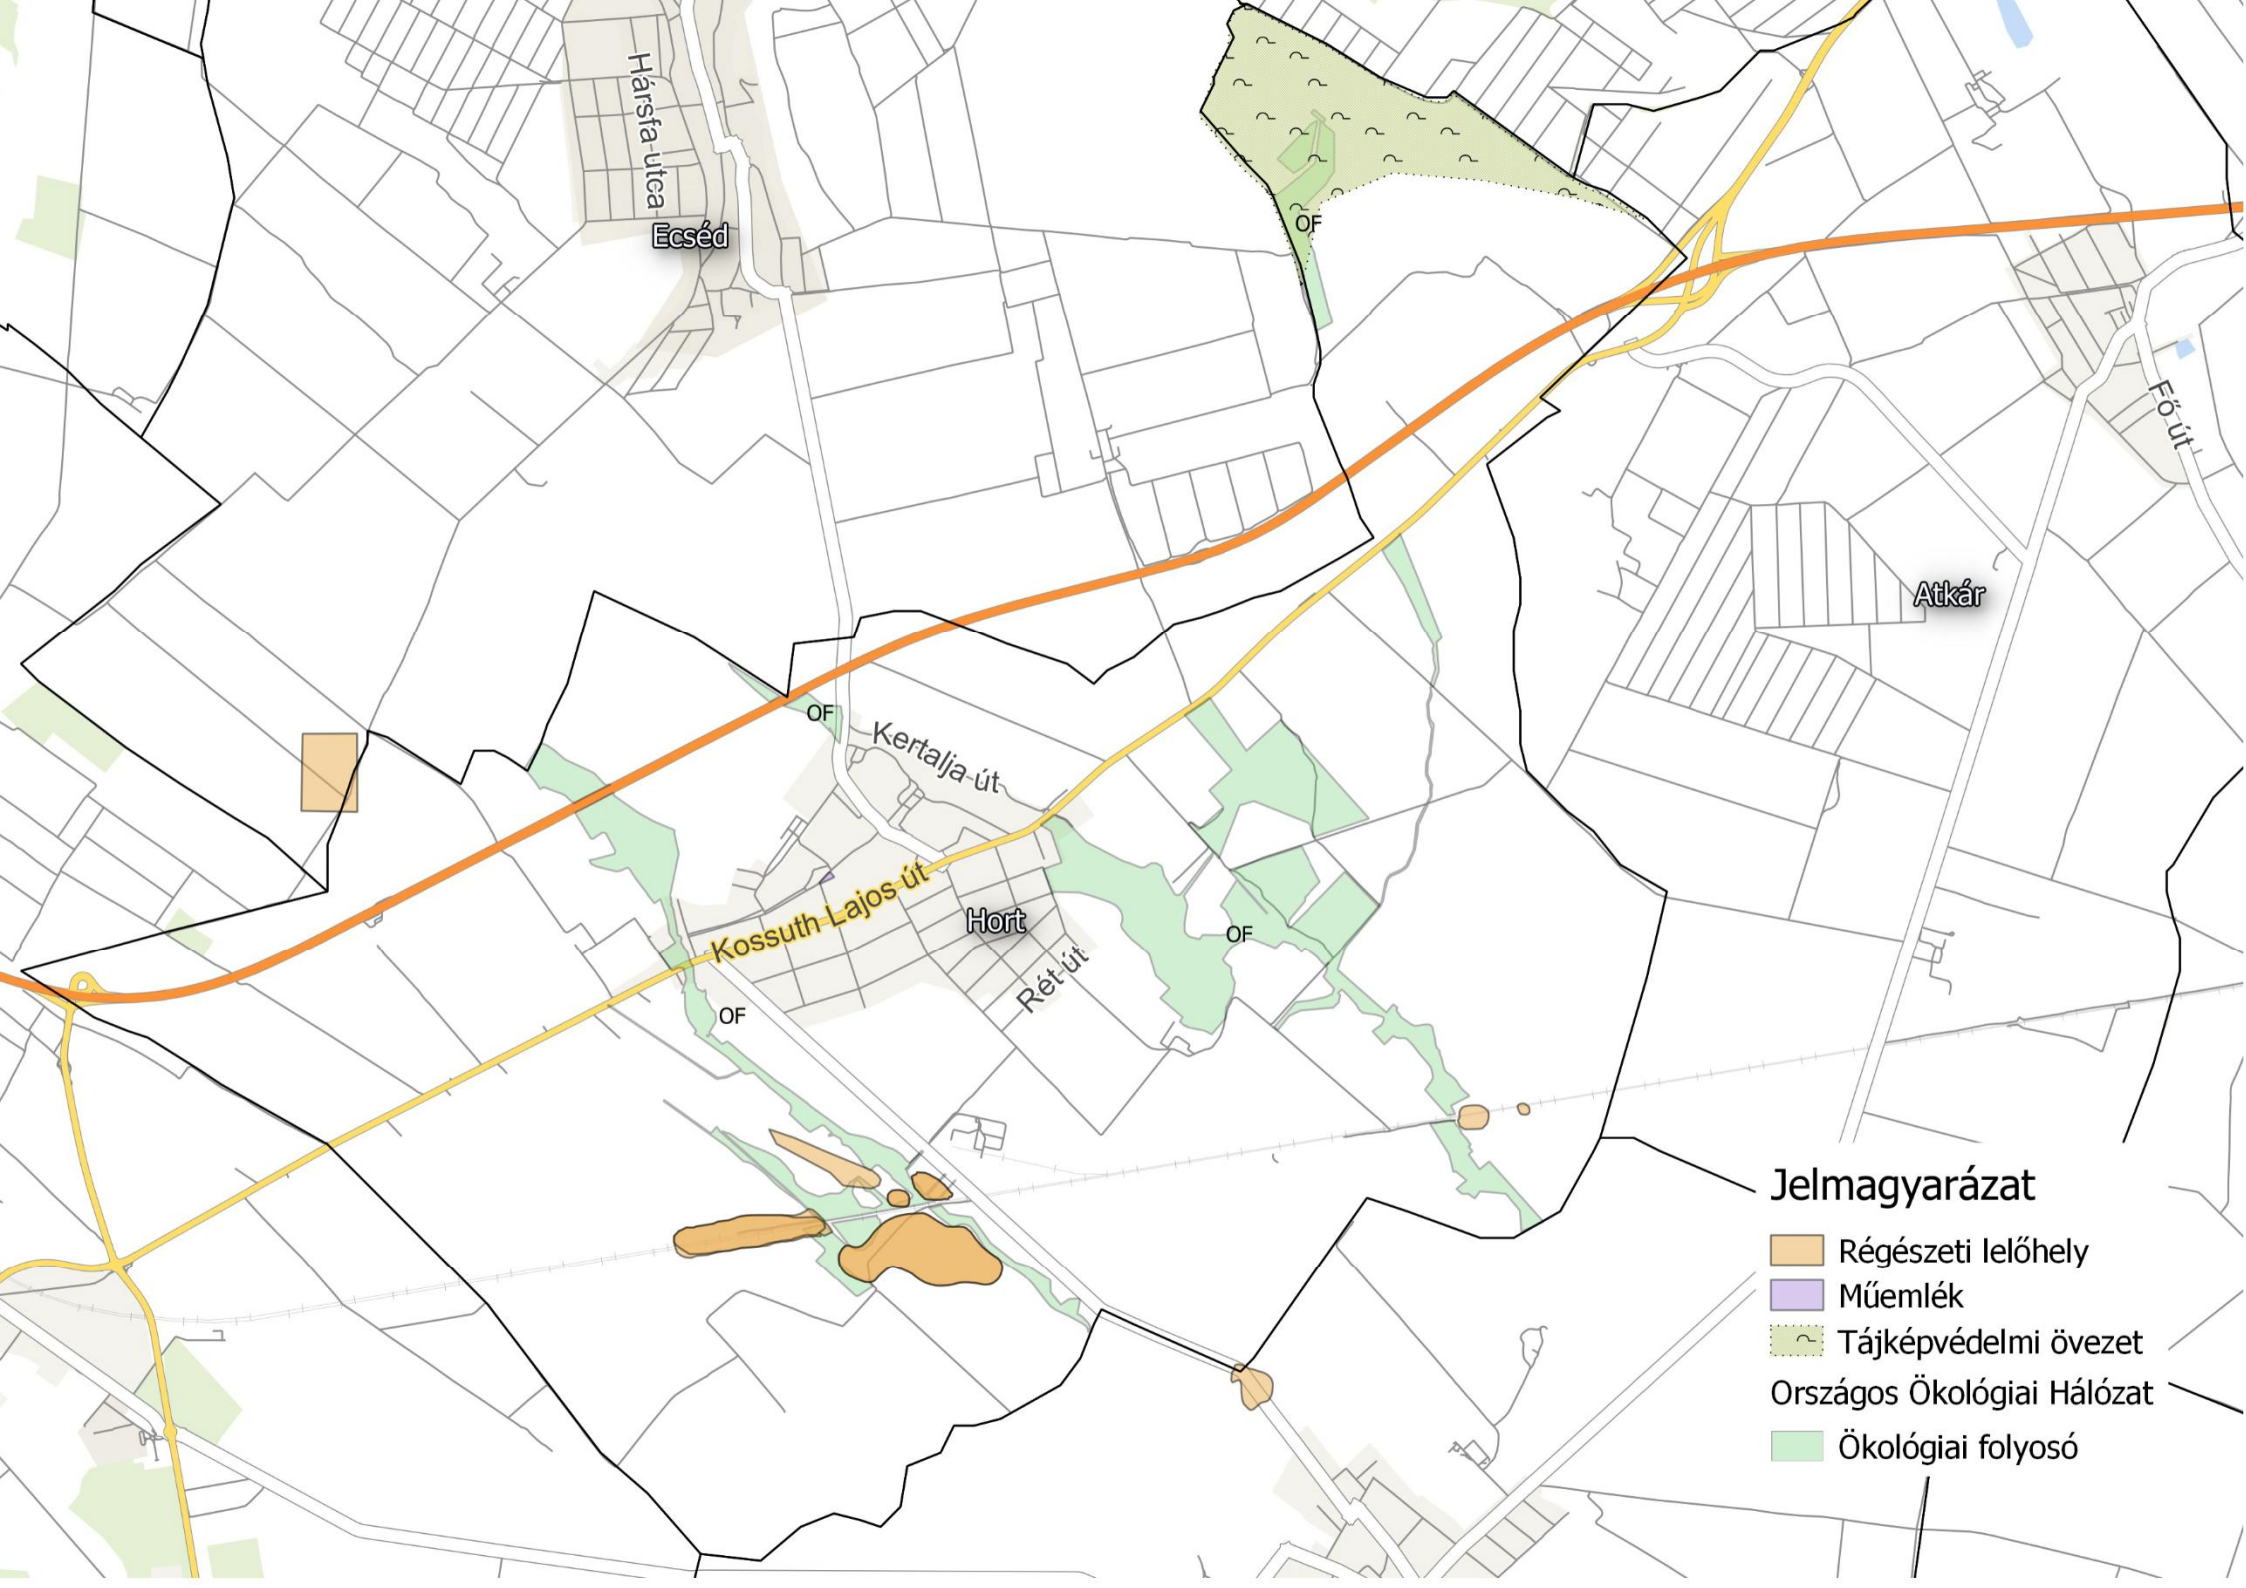 Hársfa utca
Ecséd
OF
Fő út
Atkár
OF
Kertalja út
Kossuth Lajos út
Hort
OF
Rét út
OF
Jelmagyarázat
Régészeti lelőhely
Műemlék
Tájképvédelmi övezet
Országos Ökológiai Hálózat
Ökológiai folyosó